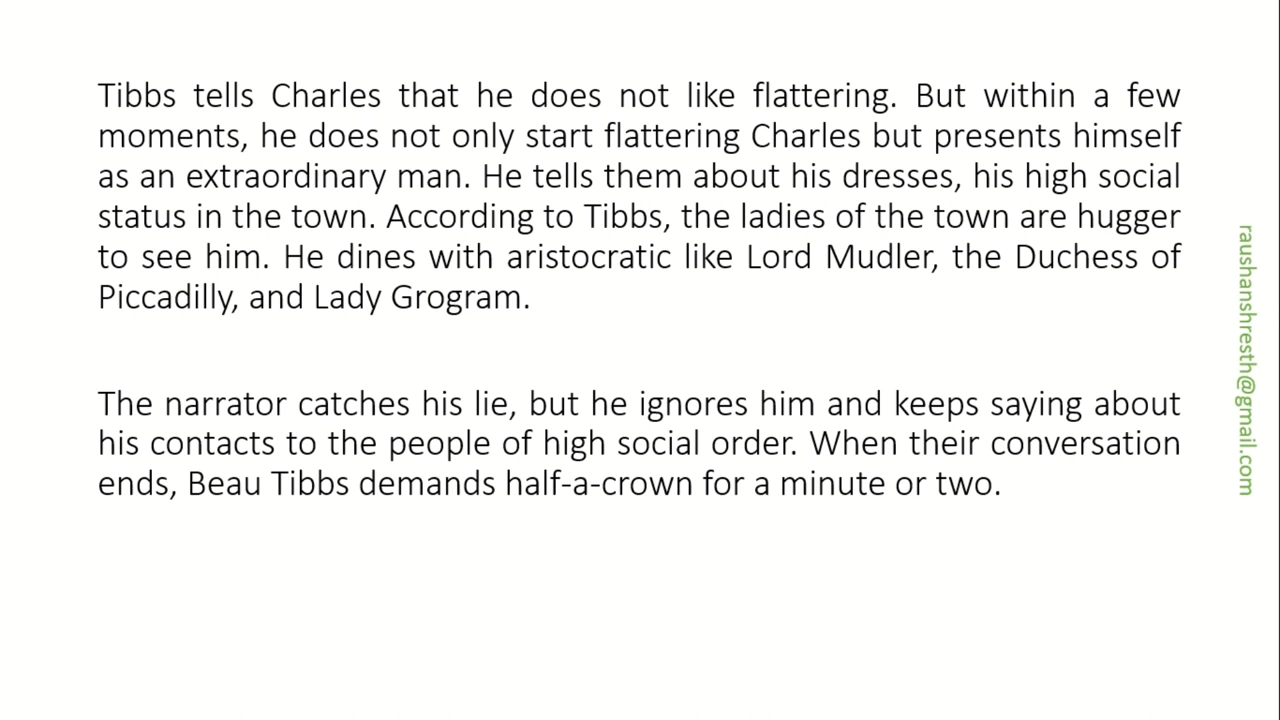 Tibbs tells Charles that he does not like flattering. But within a few
moments, he does not only start flattering Charles but presents himself
as an extraordinary man. He tells them about his dresses, his high social
status in the town. According to Tibbs, the ladies of the town are hugger
to see him. He dines with aristocratic like Lord Mudler, the Duchess of
Piccadilly, and Lady Grogram.
The narrator catches his lie, but he ignores him and keeps saying about
his contacts to the people of high social order. When their conversation
ends, Beau Tibbs demands half-a-crown for a minute or two.
raushanshresth@gmail.com